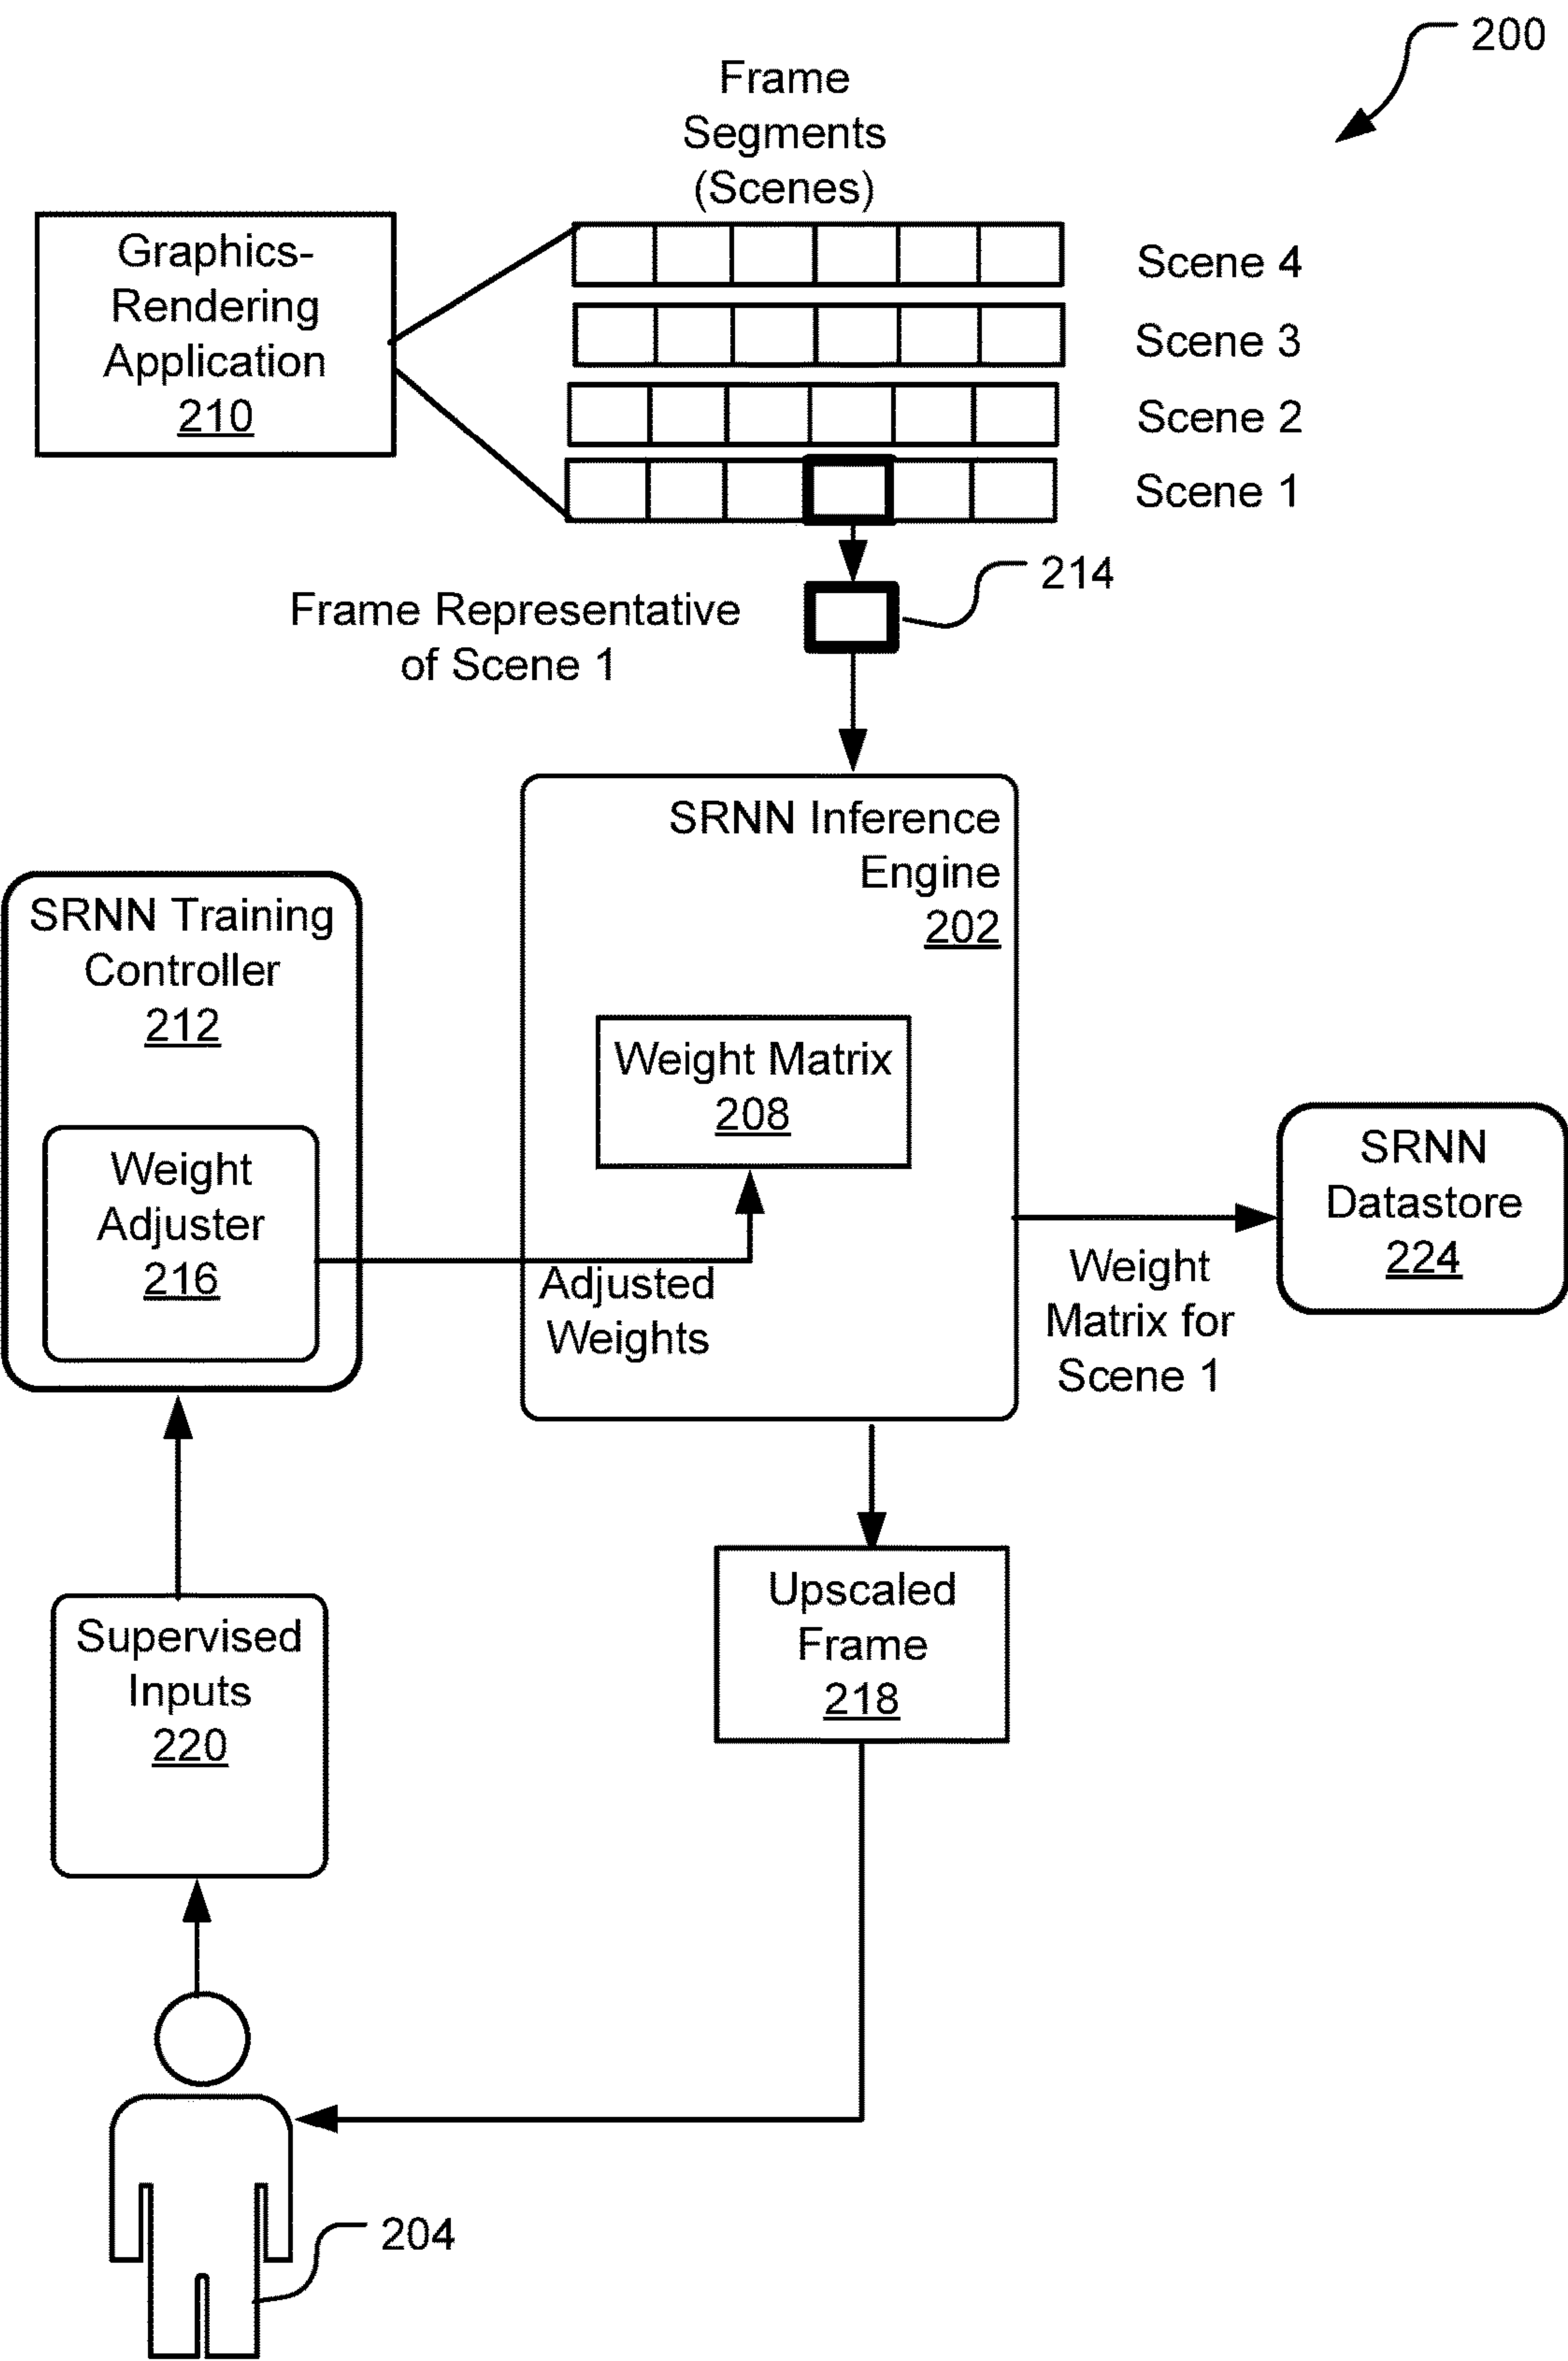 200
Frame
Segments
(Scenes)
Graphics-
Rendering
Application
210
Scene 4
Scene 3
Scene 2
Scene 1
214
Frame Representative
of Scene 1
SRNN Inference
Engine
202
SRNN Training
Controller
212
Weight Matrix
208
Weight
Adjuster
216
Adjusted
Weights
SRNN
Datastore
224
Weight
Matrix for
Scene 1
Upscaled
Frame
218
Supervised
Inputs
220
204